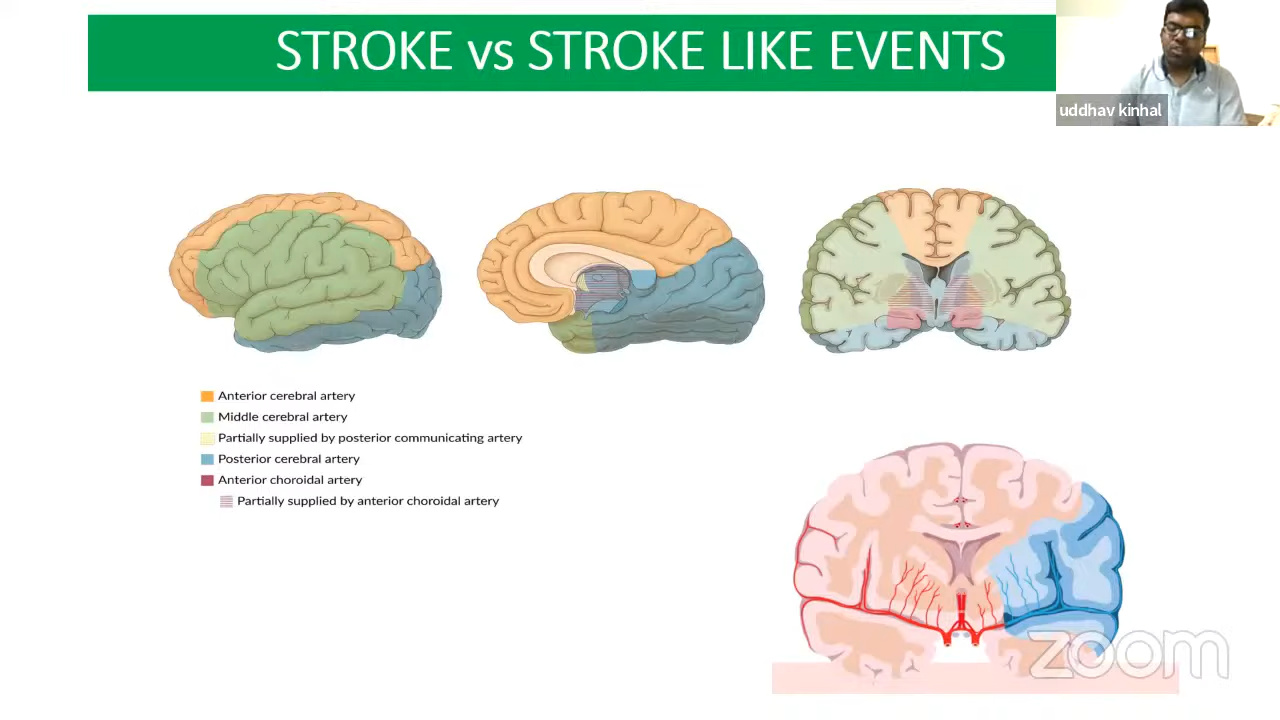 STROKE vs STROKE LIKE EVENTS
uddhav kinhal
Anterior cerebral artery
Middle cerebral artery
Partially supplied by posterior communicating artery
Posterior cerebral artery
Anterior choroidal artery
Partially supplied by anterior choroidal artery
zoom